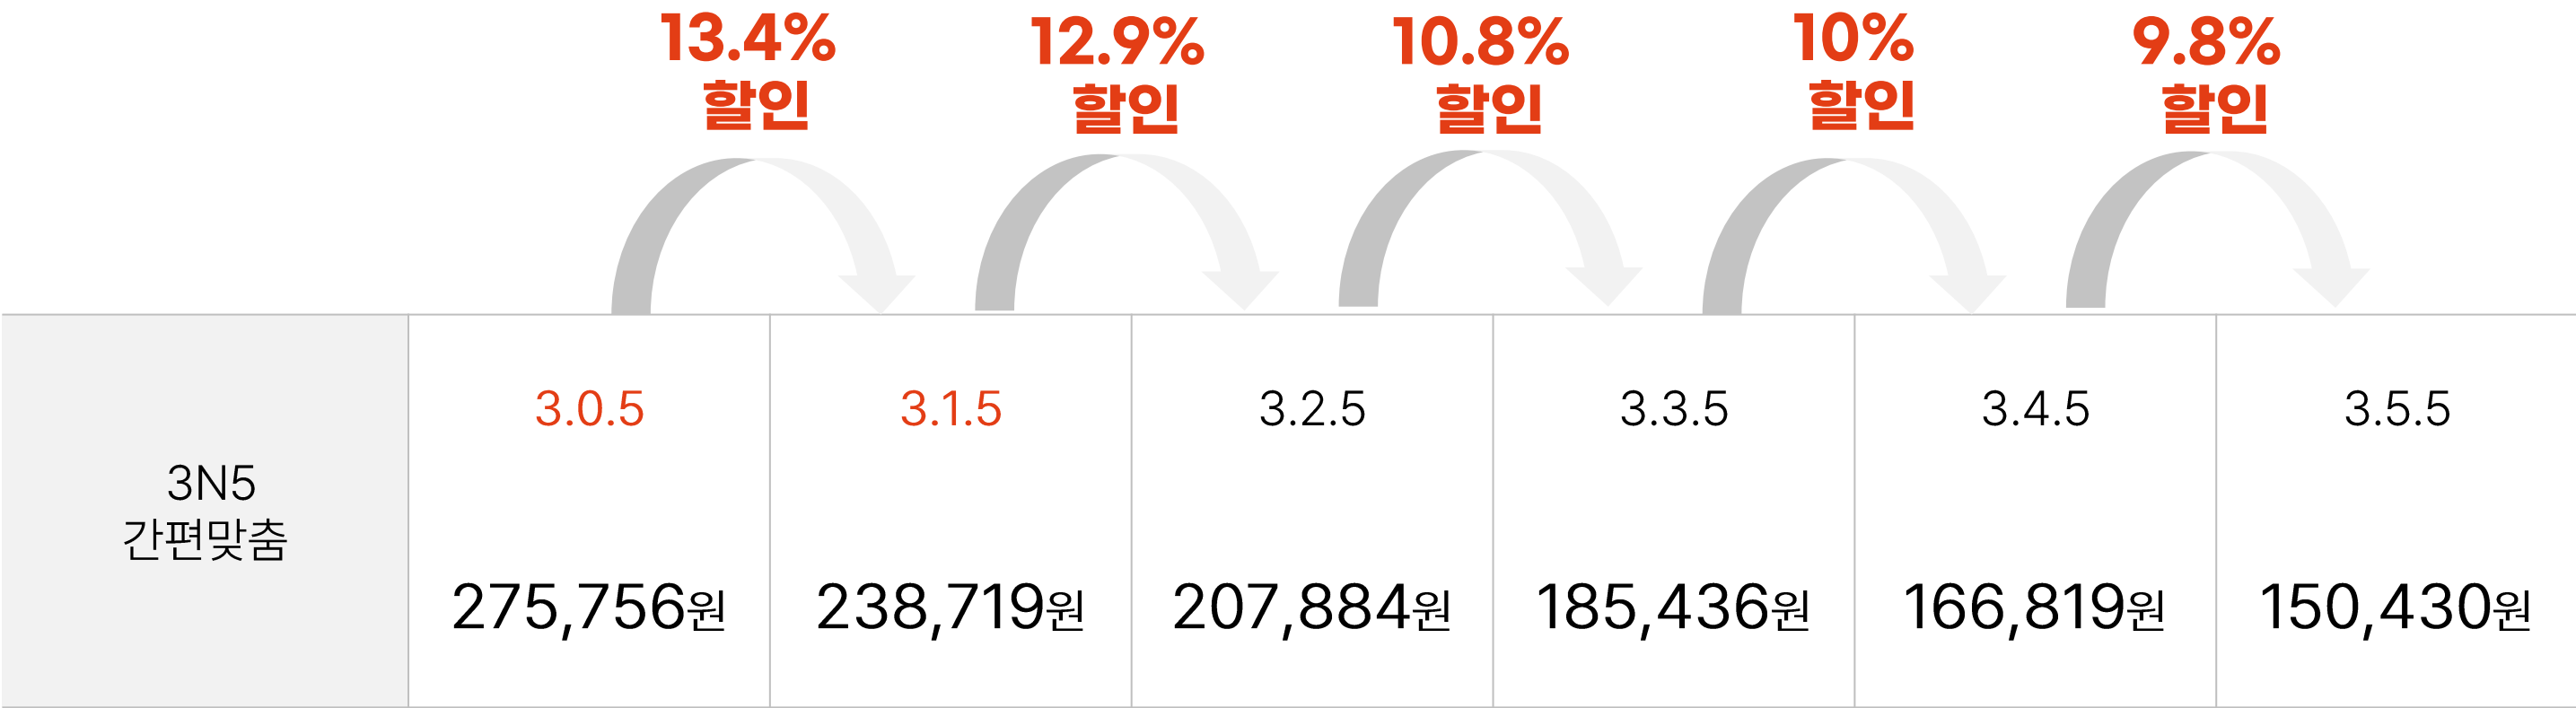 13.4%
할인
12.9%
할인
10.8%
할인
10%
할인
9.8%
할인
3N5
간편맞춤
3.0.5
3.1.5
3.2.5
3.3.5
3.4.5
3.5.5
275,756원
238,719원
207,884원
185,436원
166,819원
150,430원